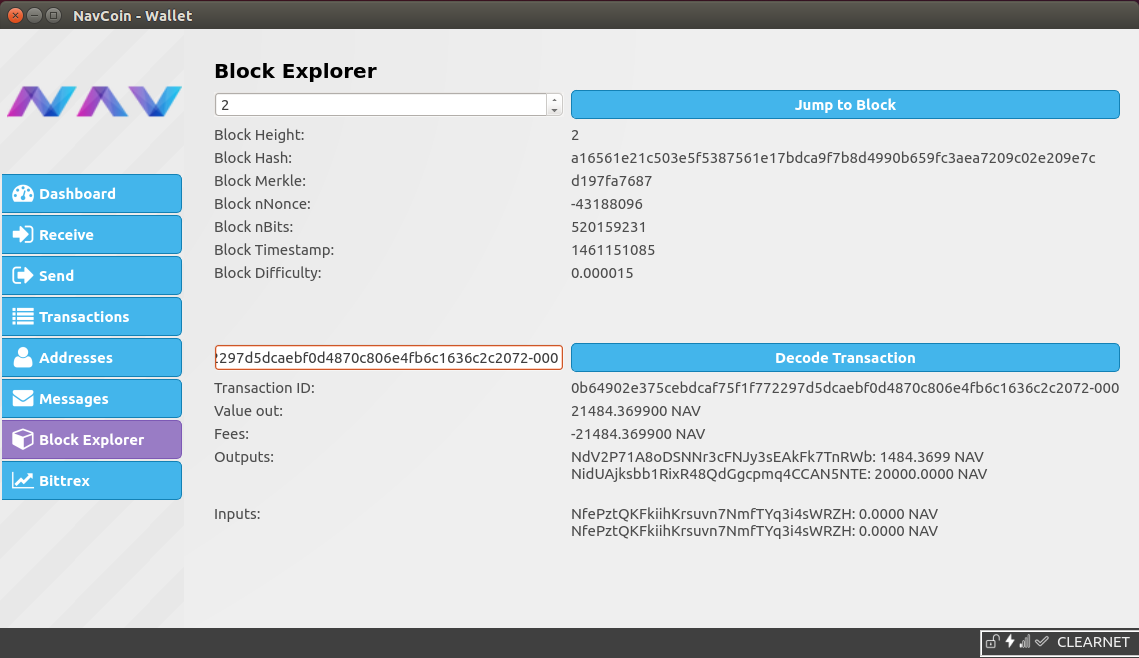 NavCoin - Wallet
NAV
Dashboard
Receive
Send
Transactions
Addresses
Messages
Block Explorer
Bittrex
Block Explorer
2
Jump to Block
Block Height: 2
Block Hash: a16561e21c503e5f5387561e17bdca9f7b8d4990b659fc3aea7209c02e209e7c
Block Merkle: d197fa7687
Block nNonce: -43188096
Block nBits: 520159231
Block Timestamp: 1461151085
Block Difficulty: 0.000015
297d5dcaebf0d4870c806e4fb6c1636c2c2072-000
Decode Transaction
Transaction ID: 0b64902e375cebdcaf75f1f772297d5dcaebf0d4870c806e4fb6c1636c2c2072-000
Value out: 21484.369900 NAV
Fees: -21484.369900 NAV
Outputs: NdV2P71A8oDSNNr3cFNJy3sEAkFk7TnRWb: 1484.3699 NAV
NidUAjksbb1RixR48QdGgcpmq4CCAN5NTE: 20000.0000 NAV
Inputs: NfePztQKFkiihKrsuvn7NmfTYq3i4sWRZH: 0.0000 NAV
NfePztQKFkiihKrsuvn7NmfTYq3i4sWRZH: 0.0000 NAV
CLEARNET